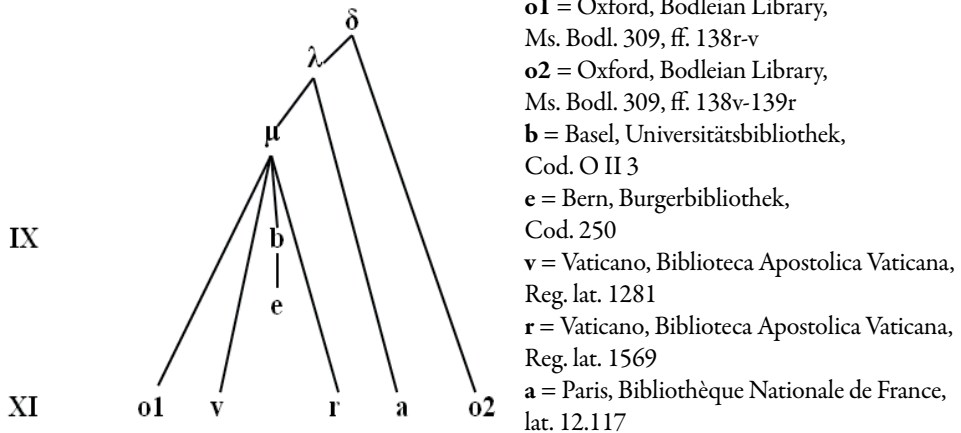 δ
λ
μ
IX
b
e
XI
o1 v r a o2
o1 = Oxford, Bodleian Library,
Ms. Bodl. 309, ff. 138r-v
o2 = Oxford, Bodleian Library,
Ms. Bodl. 309, ff. 138v-139r
b = Basel, Universitätsbibliothek,
Cod. O II 3
e = Bern, Burgerbibliothek,
Cod. 250
v = Vaticano, Biblioteca Apostolica Vaticana,
Reg. lat. 1281
r = Vaticano, Biblioteca Apostolica Vaticana,
Reg. lat. 1569
a = Paris, Bibliothèque Nationale de France,
lat. 12.117